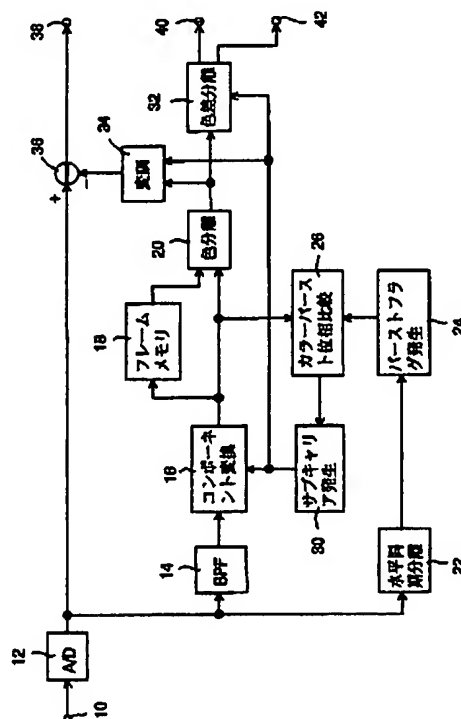 10
12
A/D
+
36
-
38
34
変調
14
BPF
16
コンポーネ
ント変換
18
フレーム
メモリ
20
色分離
32
色差分離
40
42
30
サブキャリ
ア発生
26
カラーバース
ト位相比較
22
水平同
期分離
24
バーストフラ
グ発生